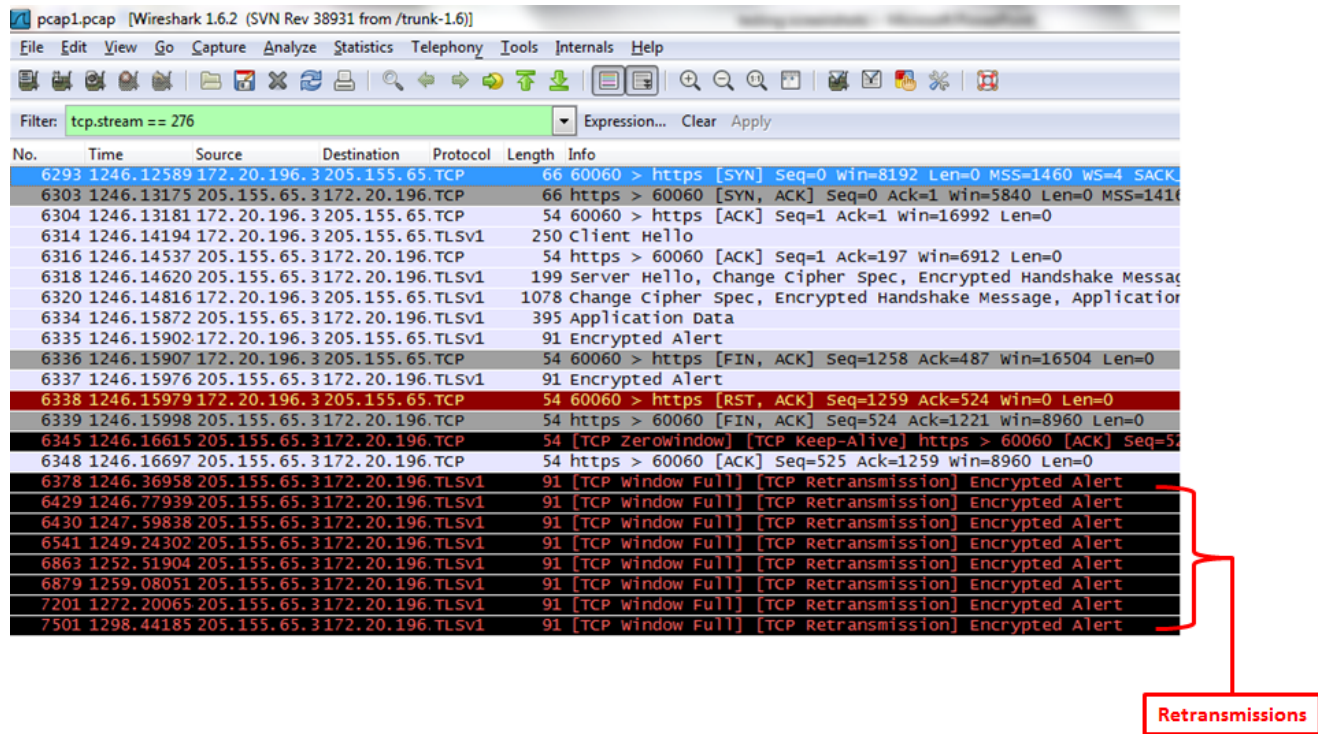 pcap1.pcap [Wireshark 1.6.2 (SVN Rev 38931 from /trunk-1.6)]
File Edit View Go Capture Analyze Statistics Telephony Tools Internals Help
Filter: tcp.stream == 276 Expression... Clear Apply
No. Time Source Destination Protocol Length Info
6293 1246.12589 172.20.196.3 205.155.65. TCP 66 60060 > https [SYN] Seq=0 Win=8192 Len=0 MSS=1460 WS=4 SACK_
6303 1246.13175 205.155.65.3 172.20.196. TCP 66 https > 60060 [SYN, ACK] Seq=0 Ack=1 Win=5840 Len=0 MSS=1416
6304 1246.13181 172.20.196.3 205.155.65. TCP 54 60060 > https [ACK] Seq=1 Ack=1 Win=16992 Len=0
6314 1246.14194 172.20.196.3 205.155.65. TLSv1 250 Client Hello
6316 1246.14537 205.155.65.3 172.20.196. TCP 54 https > 60060 [ACK] Seq=1 Ack=197 Win=6912 Len=0
6318 1246.14620 205.155.65.3 172.20.196. TLSv1 199 Server Hello, Change Cipher Spec, Encrypted Handshake Messag
6320 1246.14816 172.20.196.3 205.155.65. TLSv1 1078 Change Cipher Spec, Encrypted Handshake Message, Application
6334 1246.15872 205.155.65.3 172.20.196. TLSv1 395 Application Data
6335 1246.15902 172.20.196.3 205.155.65. TLSv1 91 Encrypted Alert
6336 1246.15907 172.20.196.3 205.155.65. TCP 54 60060 > https [FIN, ACK] Seq=1258 Ack=487 Win=16504 Len=0
6337 1246.15976 205.155.65.3 172.20.196. TLSv1 91 Encrypted Alert
6338 1246.15979 172.20.196.3 205.155.65. TCP 54 60060 > https [RST, ACK] Seq=1259 Ack=524 Win=0 Len=0
6339 1246.15998 205.155.65.3 172.20.196. TCP 54 https > 60060 [FIN, ACK] Seq=524 Ack=1221 Win=8960 Len=0
6345 1246.16615 205.155.65.3 172.20.196. TCP 54 [TCP ZeroWindow] [TCP Keep-Alive] https > 60060 [ACK] Seq=52
6348 1246.16697 205.155.65.3 172.20.196. TCP 54 https > 60060 [ACK] Seq=525 Ack=1259 Win=8960 Len=0
6378 1246.36958 205.155.65.3 172.20.196. TLSv1 91 [TCP Window Full] [TCP Retransmission] Encrypted Alert
6429 1246.77939 205.155.65.3 172.20.196. TLSv1 91 [TCP Window Full] [TCP Retransmission] Encrypted Alert
6430 1247.59838 205.155.65.3 172.20.196. TLSv1 91 [TCP Window Full] [TCP Retransmission] Encrypted Alert
6541 1249.24302 205.155.65.3 172.20.196. TLSv1 91 [TCP Window Full] [TCP Retransmission] Encrypted Alert
6863 1252.51904 205.155.65.3 172.20.196. TLSv1 91 [TCP Window Full] [TCP Retransmission] Encrypted Alert
6879 1259.08051 205.155.65.3 172.20.196. TLSv1 91 [TCP Window Full] [TCP Retransmission] Encrypted Alert
7201 1272.20065 205.155.65.3 172.20.196. TLSv1 91 [TCP Window Full] [TCP Retransmission] Encrypted Alert
7501 1298.44185 205.155.65.3 172.20.196. TLSv1 91 [TCP Window Full] [TCP Retransmission] Encrypted Alert
Retransmissions